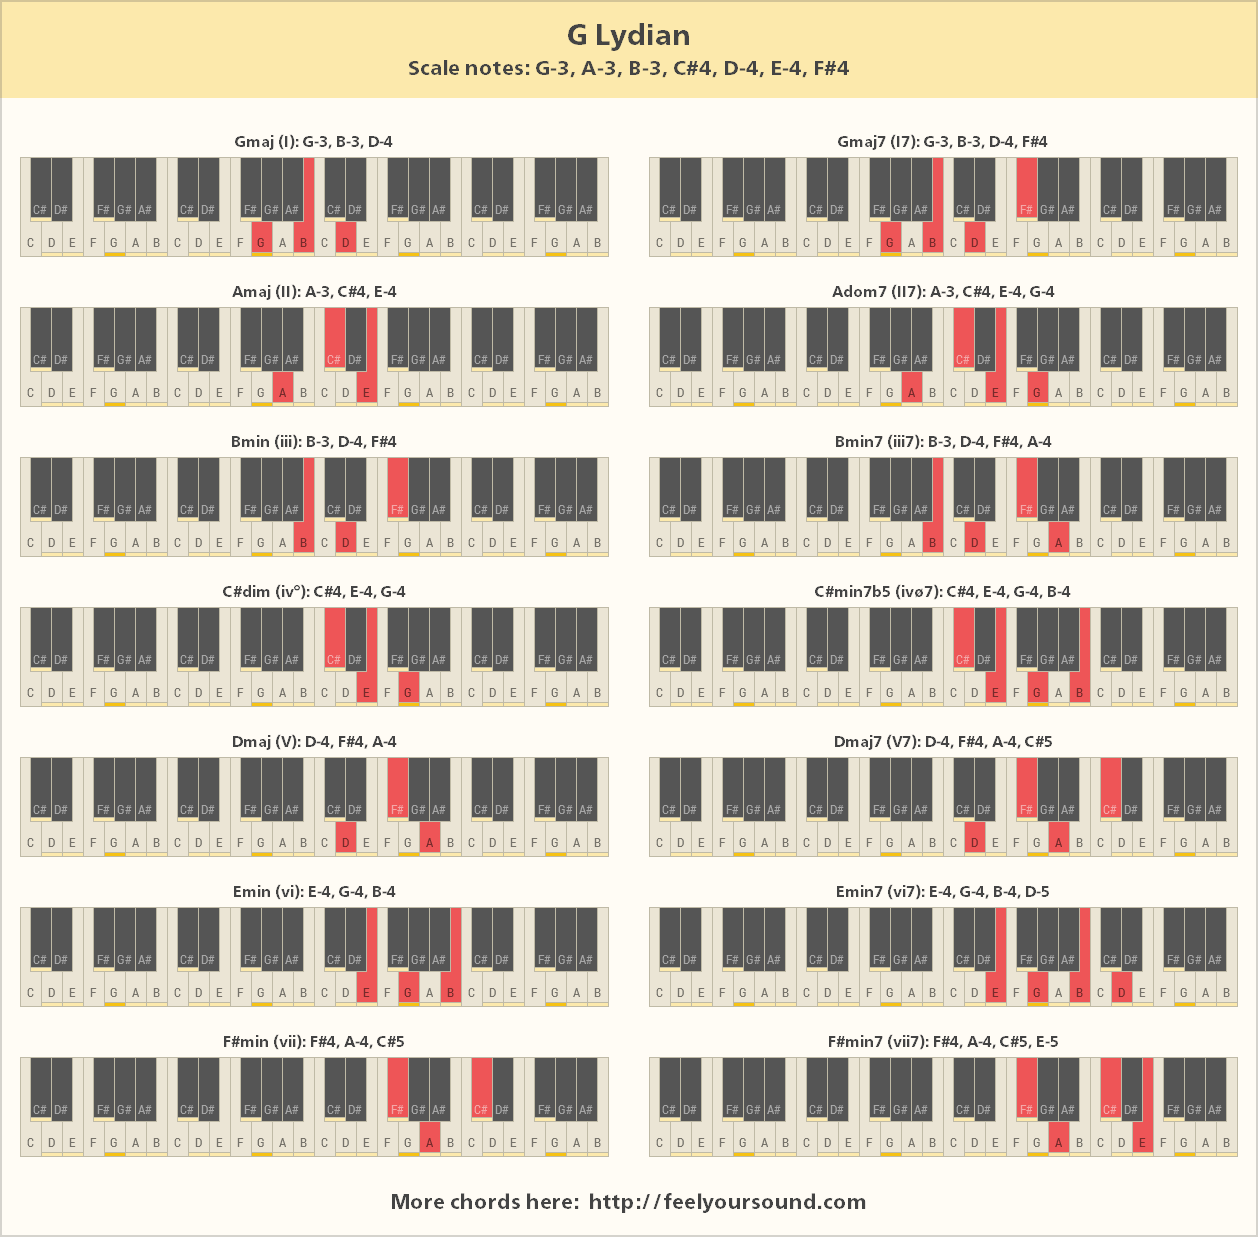 G Lydian
Scale notes: G-3, A-3, B-3, C#4, D-4, E-4, F#4
Gmaj (I): G-3, B-3, D-4
C# D# F# G# A# C# D# F# G# A# C# D# F# G# A# C# D# F# G# A#
C D E F G A B C D E F G A B C D E F G A B C D E F G A B
Gmaj7 (I7): G-3, B-3, D-4, F#4
C# D# F# G# A# C# D# F# G# A# C# D# F# G# A# C# D# F# G# A#
C D E F G A B C D E F G A B C D E F G A B C D E F G A B
Amaj (II): A-3, C#4, E-4
C# D# F# G# A# C# D# F# G# A# C# D# F# G# A# C# D# F# G# A#
C D E F G A B C D E F G A B C D E F G A B C D E F G A B
Adom7 (II7): A-3, C#4, E-4, G-4
C# D# F# G# A# C# D# F# G# A# C# D# F# G# A# C# D# F# G# A#
C D E F G A B C D E F G A B C D E F G A B C D E F G A B
Bmin (iii): B-3, D-4, F#4
C# D# F# G# A# C# D# F# G# A# C# D# F# G# A# C# D# F# G# A#
C D E F G A B C D E F G A B C D E F G A B C D E F G A B
Bmin7 (iii7): B-3, D-4, F#4, A-4
C# D# F# G# A# C# D# F# G# A# C# D# F# G# A# C# D# F# G# A#
C D E F G A B C D E F G A B C D E F G A B C D E F G A B
C#dim (iv°): C#4, E-4, G-4
C# D# F# G# A# C# D# F# G# A# C# D# F# G# A# C# D# F# G# A#
C D E F G A B C D E F G A B C D E F G A B C D E F G A B
C#min7b5 (ivø7): C#4, E-4, G-4, B-4
C# D# F# G# A# C# D# F# G# A# C# D# F# G# A# C# D# F# G# A#
C D E F G A B C D E F G A B C D E F G A B C D E F G A B
Dmaj (V): D-4, F#4, A-4
C# D# F# G# A# C# D# F# G# A# C# D# F# G# A# C# D# F# G# A#
C D E F G A B C D E F G A B C D E F G A B C D E F G A B
Dmaj7 (V7): D-4, F#4, A-4, C#5
C# D# F# G# A# C# D# F# G# A# C# D# F# G# A# C# D# F# G# A#
C D E F G A B C D E F G A B C D E F G A B C D E F G A B
Emin (vi): E-4, G-4, B-4
C# D# F# G# A# C# D# F# G# A# C# D# F# G# A# C# D# F# G# A#
C D E F G A B C D E F G A B C D E F G A B C D E F G A B
Emin7 (vi7): E-4, G-4, B-4, D-5
C# D# F# G# A# C# D# F# G# A# C# D# F# G# A# C# D# F# G# A#
C D E F G A B C D E F G A B C D E F G A B C D E F G A B
F#min (vii): F#4, A-4, C#5
C# D# F# G# A# C# D# F# G# A# C# D# F# G# A# C# D# F# G# A#
C D E F G A B C D E F G A B C D E F G A B C D E F G A B
F#min7 (vii7): F#4, A-4, C#5, E-5
C# D# F# G# A# C# D# F# G# A# C# D# F# G# A# C# D# F# G# A#
C D E F G A B C D E F G A B C D E F G A B C D E F G A B
More chords here: http://feelyoursound.com